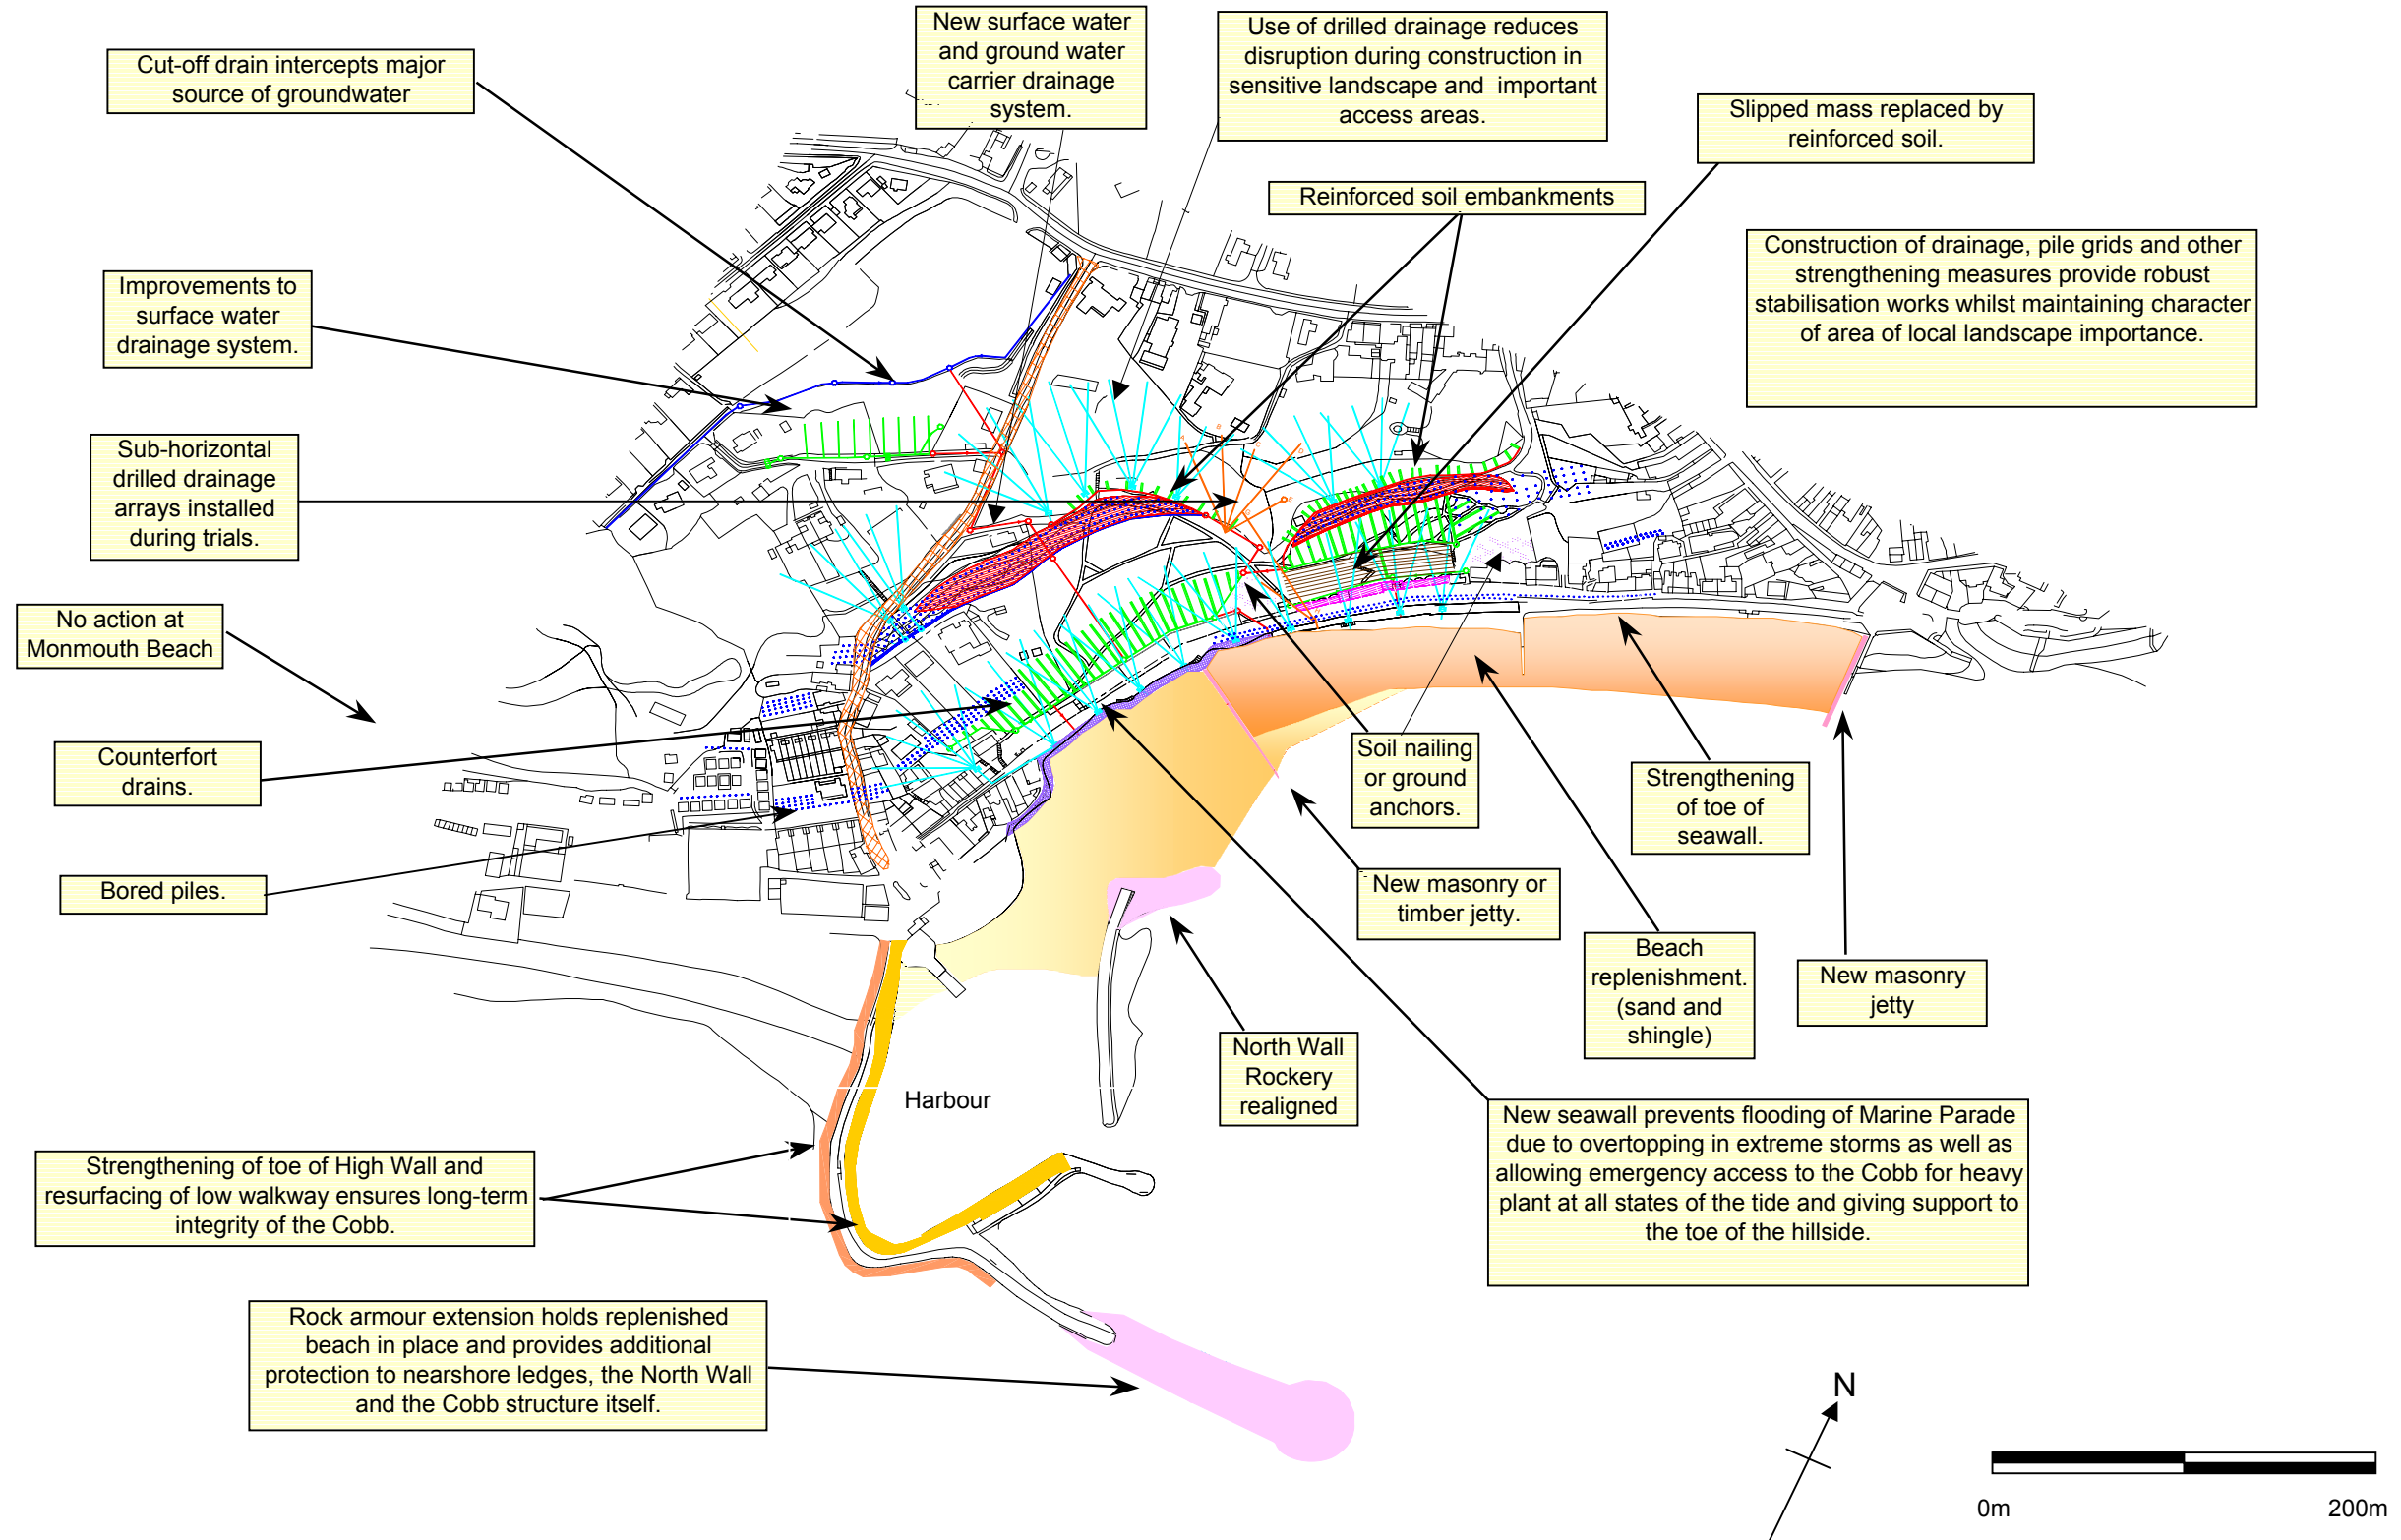 New surface water
and ground water
carrier drainage
system.
Use of drilled drainage reduces
disruption during construction in
sensitive landscape and important
access areas.
Cut-off drain intercepts major
source of groundwater
Slipped mass replaced by
reinforced soil.
Reinforced soil embankments
Construction of drainage, pile grids and other
strengthening measures provide robust
stabilisation works whilst maintaining character
of area of local landscape importance.
Improvements to
surface water
drainage system.
Sub-horizontal
drilled drainage
arrays installed
during trials.
No action at
Monmouth Beach
Counterfort
drains.
Bored piles.
Soil nailing
or ground
anchors.
Strengthening
of toe of
seawall.
New masonry or
timber jetty.
Beach
replenishment.
(sand and
shingle)
New masonry
jetty
North Wall
Rockery
realigned
Harbour
New seawall prevents flooding of Marine Parade
due to overtopping in extreme storms as well as
allowing emergency access to the Cobb for heavy
plant at all states of the tide and giving support to
the toe of the hillside.
Strengthening of toe of High Wall and
resurfacing of low walkway ensures long-term
integrity of the Cobb.
Rock armour extension holds replenished
beach in place and provides additional
protection to nearshore ledges, the North Wall
and the Cobb structure itself.
N
0m
200m